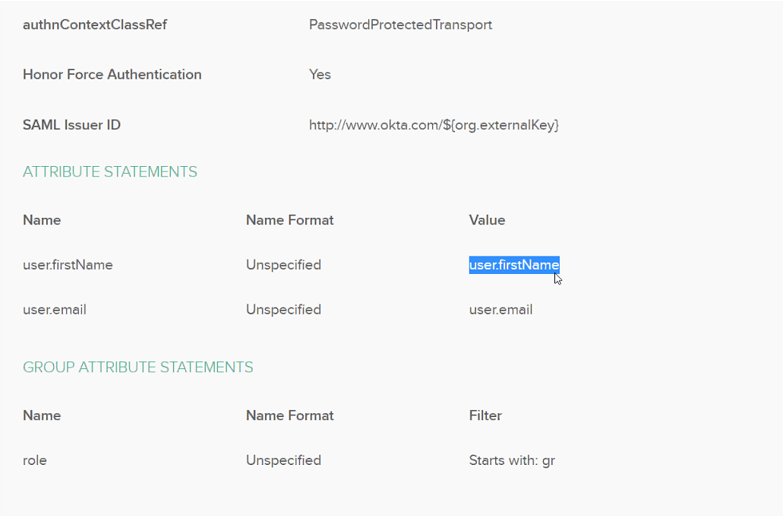 authnContextClassRef PasswordProtectedTransport
Honor Force Authentication Yes
SAML Issuer ID http://www.okta.com/${org.externalKey}
ATTRIBUTE STATEMENTS
Name Name Format Value
user.firstName Unspecified user.firstName
user.email Unspecified user.email
GROUP ATTRIBUTE STATEMENTS
Name Name Format Filter
role Unspecified Starts with: gr